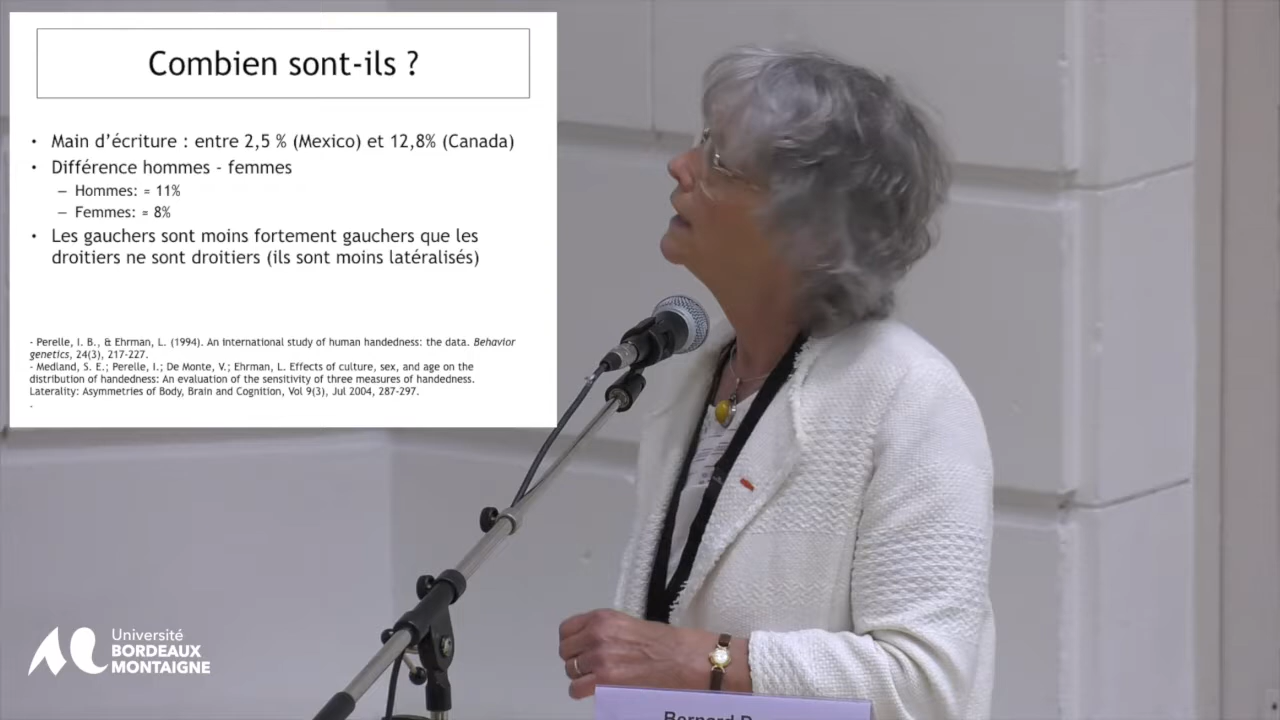 Combien sont-ils ?
• Main d’écriture : entre 2,5 % (Mexico) et 12,8% (Canada)
• Différence hommes - femmes
– Hommes: = 11%
– Femmes: = 8%
• Les gauchers sont moins fortement gauchers que les
droitiers ne sont droitiers (ils sont moins latéralisés)
- Perelle, I. B., & Ehrman, L. (1994). An international study of human handedness: the data. Behavior
genetics, 24(3), 217-227.
- Medland, S. E.; Perelle, I.; De Monte, V.; Ehrman, L. Effects of culture, sex, and age on the
distribution of handedness: An evaluation of the sensitivity of three measures of handedness.
Laterality: Asymmetries of Body, Brain and Cognition, Vol 9(3), Jul 2004, 287-297.
-
Université
BORDEAUX
MONTAIGNE
Bernard